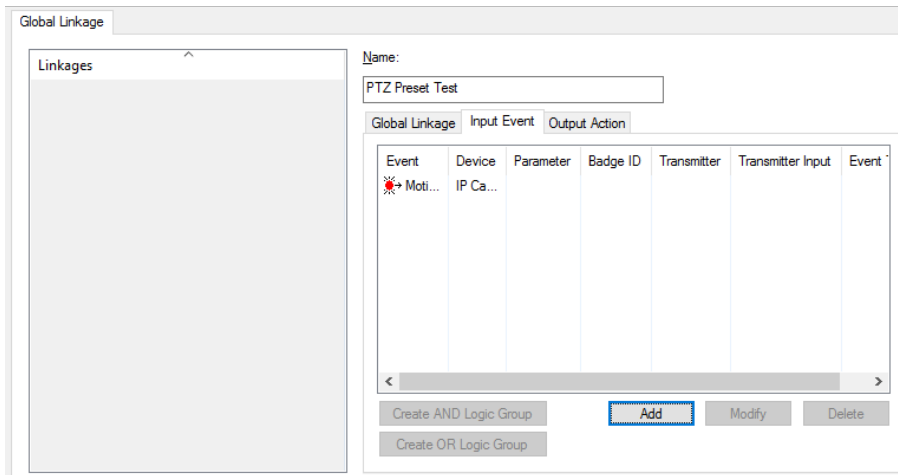 Global Linkage
Linkages
Name:
PTZ Preset Test
Global Linkage Input Event Output Action
Event Device Parameter Badge ID Transmitter Transmitter Input Event
Moti... IP Ca...
Create AND Logic Group Add Modify Delete
Create OR Logic Group